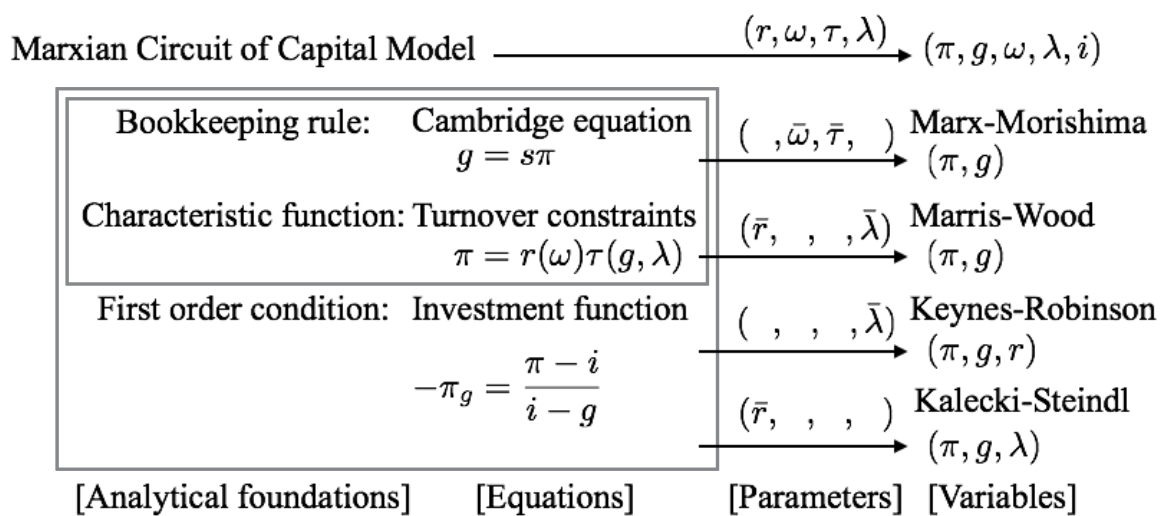 Marxian Circuit of Capital Model (r, ω, τ, λ) (π, g, ω, λ, i)
Bookkeeping rule: Cambridge equation ( , ω̄, τ̄, ) Marx-Morishima
g = sπ (π, g)
Characteristic function: Turnover constraints (r̄, , , λ̄) Marris-Wood
π = r(ω)τ(g, λ) (π, g)
First order condition: Investment function ( , , , λ̄) Keynes-Robinson
(π, g, r)
−π_g = (π − i)/(i − g)
(r̄, , , ) Kalecki-Steindl
(π, g, λ)
[Analytical foundations] [Equations] [Parameters] [Variables]